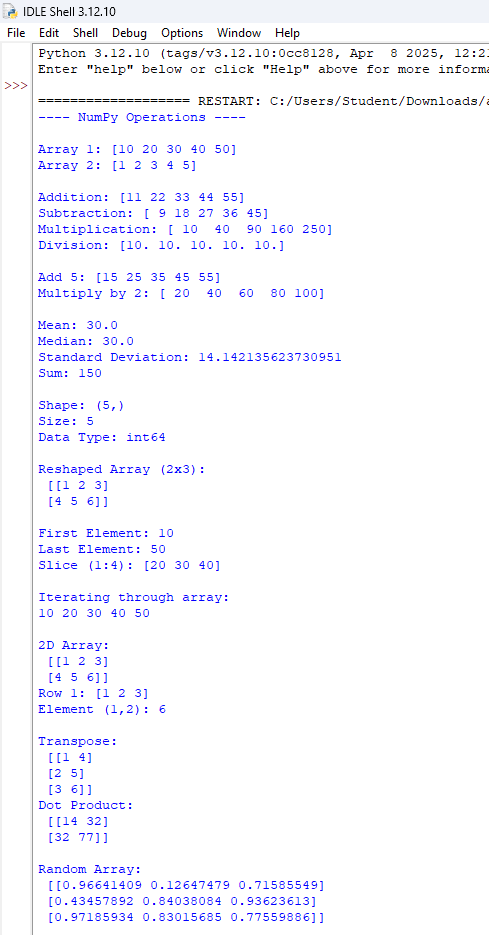 IDLE Shell 3.12.10
File Edit Shell Debug Options Window Help
Python 3.12.10 (tags/v3.12.10:0cc8128, Apr  8 2025, 12:21
Enter "help" below or click "Help" above for more informa
>>>
=================== RESTART: C:/Users/Student/Downloads/a
---- NumPy Operations ----

Array 1: [10 20 30 40 50]
Array 2: [1 2 3 4 5]

Addition: [11 22 33 44 55]
Subtraction: [ 9 18 27 36 45]
Multiplication: [ 10  40  90 160 250]
Division: [10. 10. 10. 10. 10.]

Add 5: [15 25 35 45 55]
Multiply by 2: [ 20  40  60  80 100]

Mean: 30.0
Median: 30.0
Standard Deviation: 14.142135623730951
Sum: 150

Shape: (5,)
Size: 5
Data Type: int64

Reshaped Array (2x3):
 [[1 2 3]
 [4 5 6]]

First Element: 10
Last Element: 50
Slice (1:4): [20 30 40]

Iterating through array:
10 20 30 40 50

2D Array:
 [[1 2 3]
 [4 5 6]]
Row 1: [1 2 3]
Element (1,2): 6

Transpose:
 [[1 4]
 [2 5]
 [3 6]]
Dot Product:
 [[14 32]
 [32 77]]

Random Array:
 [[0.96641409 0.12647479 0.71585549]
 [0.43457892 0.84038084 0.93623613]
 [0.97185934 0.83015685 0.77559886]]